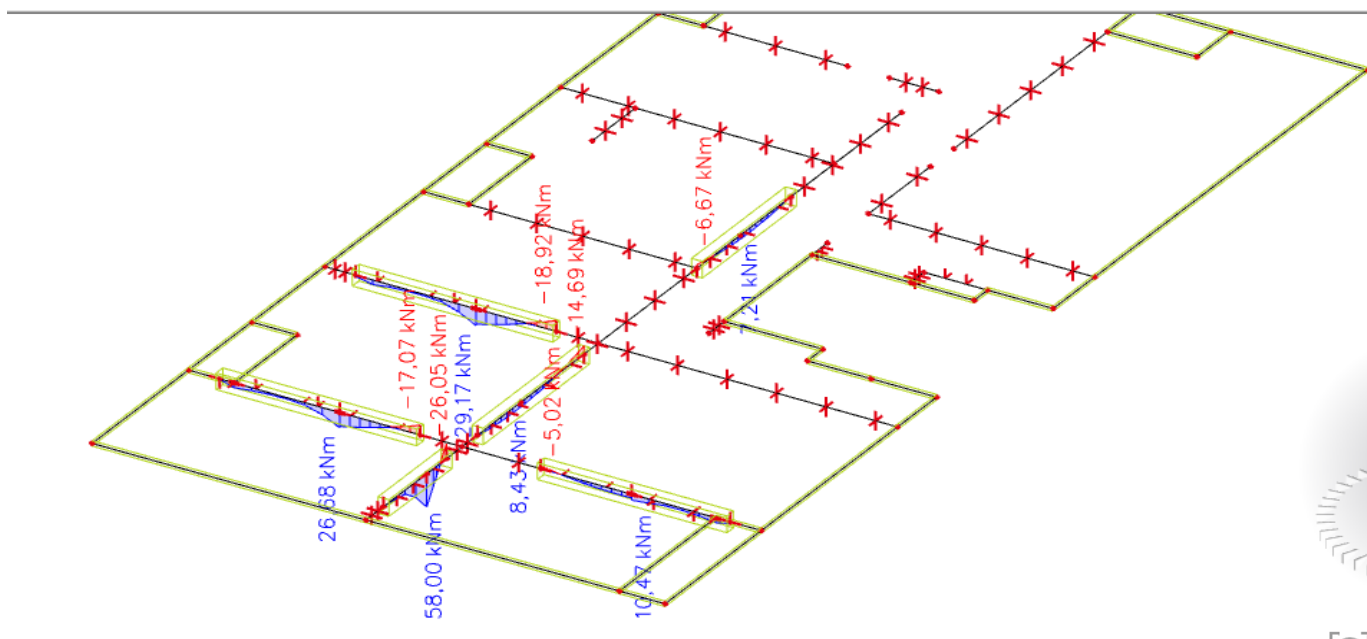 -6,67 kNm
-18,92 kNm
14,69 kNm
,21 kNm
-17,07 kNm
-26,05 kNm
29,17 kNm
-5,02 kNm
8,43 kNm
26,68 kNm
58,00 kNm
10,47 kNm